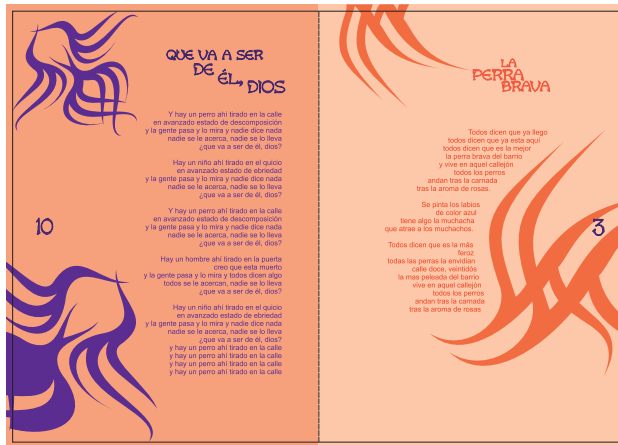 QUE VA A SER
DE
ÉL, DIOS
Y hay un perro ahí tirado en la calle
en avanzado estado de descomposición
y la gente pasa y lo mira y nadie dice nada
nadie se le acerca, nadie se lo lleva
¿que va a ser de él, dios?
Hay un niño ahí tirado en el quicio
en avanzado estado de ebriedad
y la gente pasa y lo mira y nadie dice nada
nadie se le acerca, nadie se lo lleva
¿que va a ser de él, dios?
Y hay un perro ahí tirado en la calle
en avanzado estado de descomposición
y la gente pasa y lo mira y nadie dice nada
nadie se le acerca, nadie se lo lleva
¿que va a ser de él, dios?
Hay un hombre ahí tirado en la puerta
creo que esta muerto
y la gente pasa y lo mira y todos dicen algo
todos se le acercan, nadie se lo lleva
¿que va a ser de él, dios?
Hay un niño ahí tirado en el quicio
en avanzado estado de ebriedad
y la gente pasa y lo mira y nadie dice nada
nadie se le acerca, nadie se lo lleva
¿que va a ser de él, dios?
y hay un perro ahí tirado en la calle
y hay un perro ahí tirado en la calle
y hay un perro ahí tirado en la calle
y hay un perro ahí tirado en la calle
10
LA
PERRA
BRAVA
Todos dicen que ya llego
todos dicen que ya esta aquí
todos dicen que es la mejor
la perra brava del barrio
y vive en aquel callejón
todos los perros
andan tras la carnada
tras la aroma de rosas.
Se pinta los labios
de color azul
tiene algo la muchacha
que atrae a los muchachos.
Todos dicen que es la más
feroz
todas las perras la envidian
calle doce, veintidós
la mas peleada del barrio
vive en aquel callejón
todos los perros
andan tras la carnada
tras la aroma de rosas
3